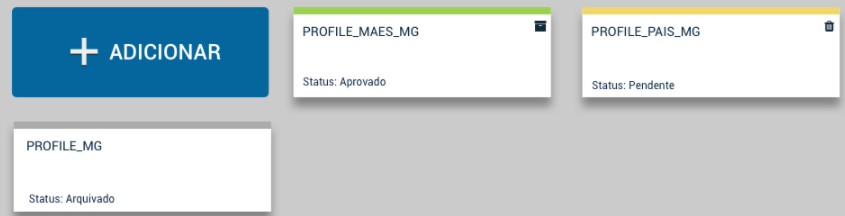 ADICIONAR
PROFILE_MAES_MG
Status: Aprovado
PROFILE_PAIS_MG
Status: Pendente
PROFILE_MG
Status: Arquivado